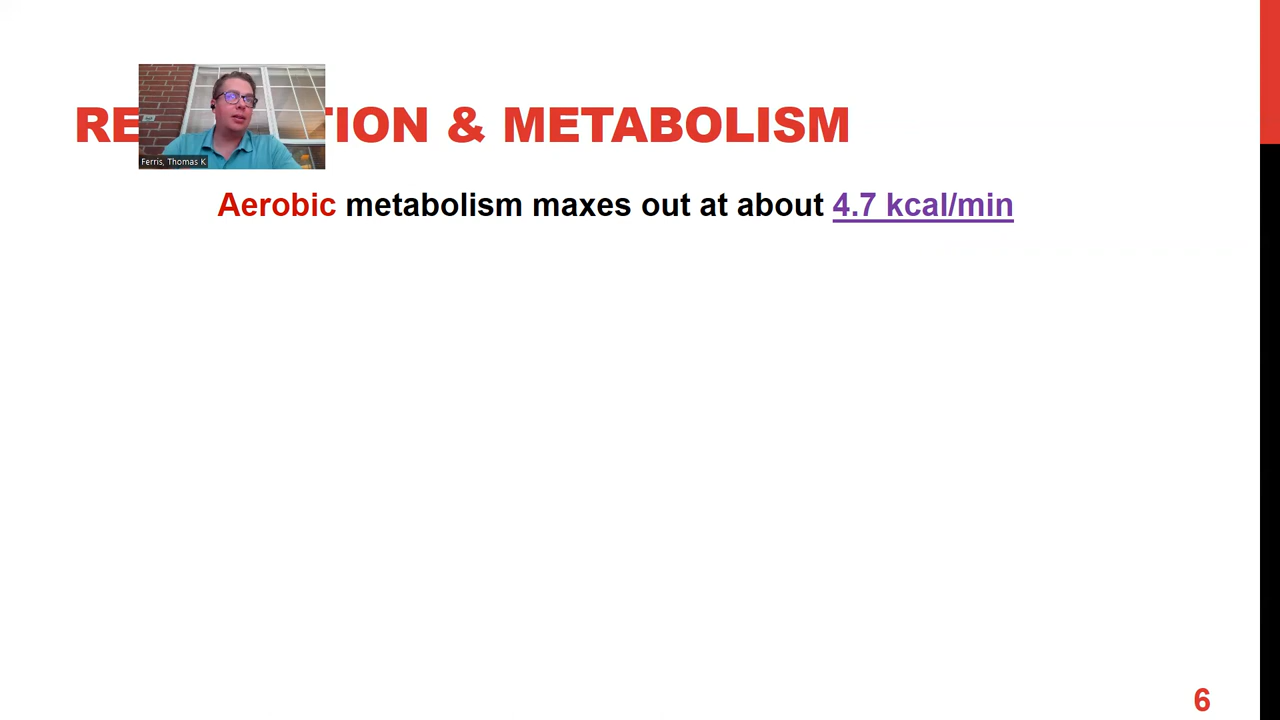 RE TION & METABOLISM
Ferris, Thomas K
Aerobic metabolism maxes out at about 4.7 kcal/min
6